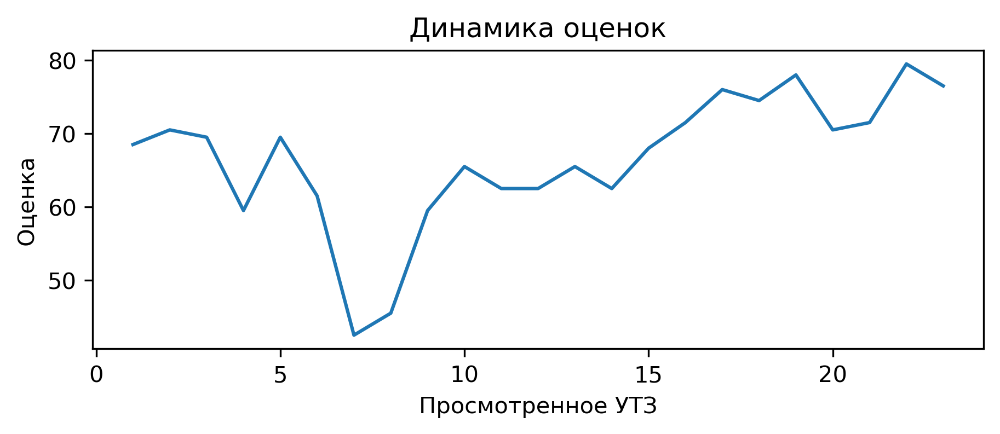 Динамика оценок
80
70
60
50
Оценка
0 5 10 15 20
Просмотренное УТЗ